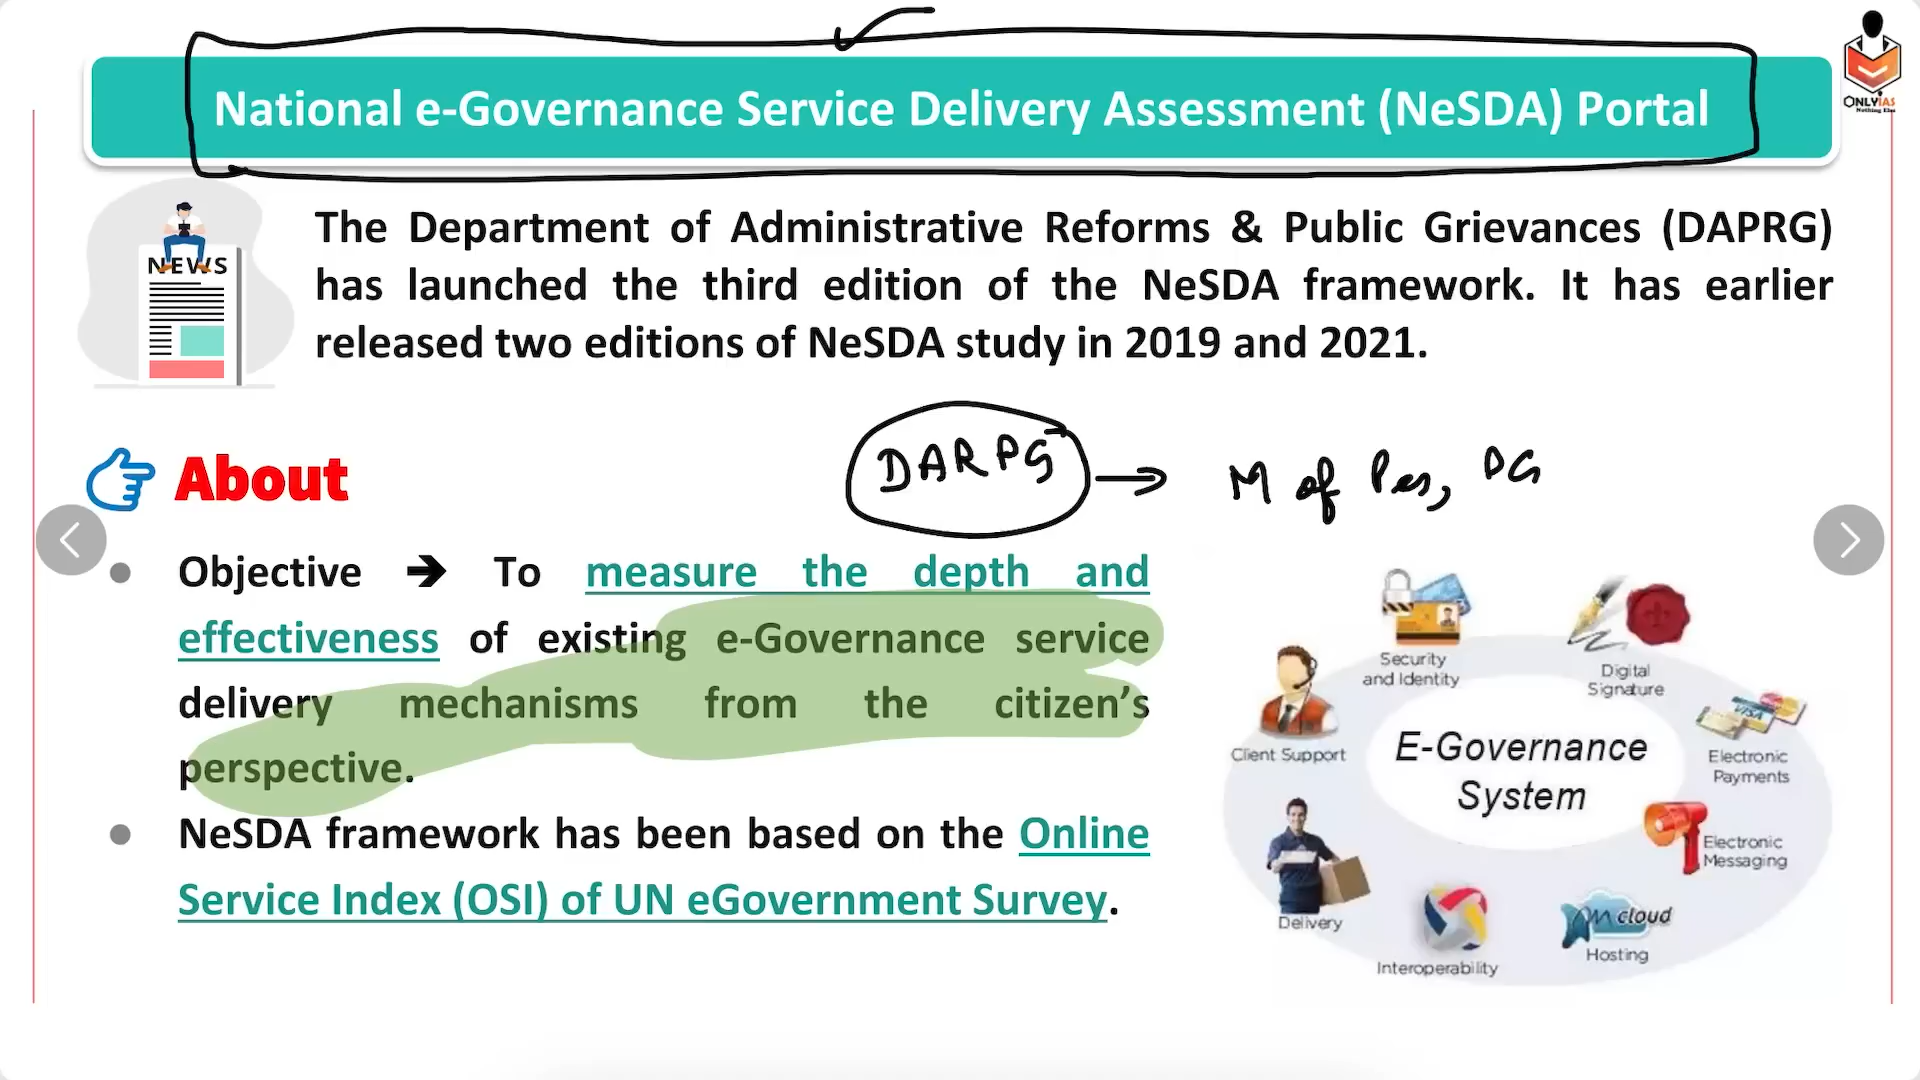 National e-Governance Service Delivery Assessment (NeSDA) Portal
ONLYIAS
Nothing Else
NEWS
The Department of Administrative Reforms & Public Grievances (DAPRG)
has launched the third edition of the NeSDA framework. It has earlier
released two editions of NeSDA study in 2019 and 2021.
DARPG → M of Per, PG
About
Objective → To measure the depth and
effectiveness of existing e-Governance service
delivery mechanisms from the citizen's
perspective.
NeSDA framework has been based on the Online
Service Index (OSI) of UN eGovernment Survey.
Security
and Identity
Digital
Signature
Client Support
E-Governance
System
VISA
Electronic
Payments
Electronic
Messaging
Delivery
cloud
Hosting
Interoperability